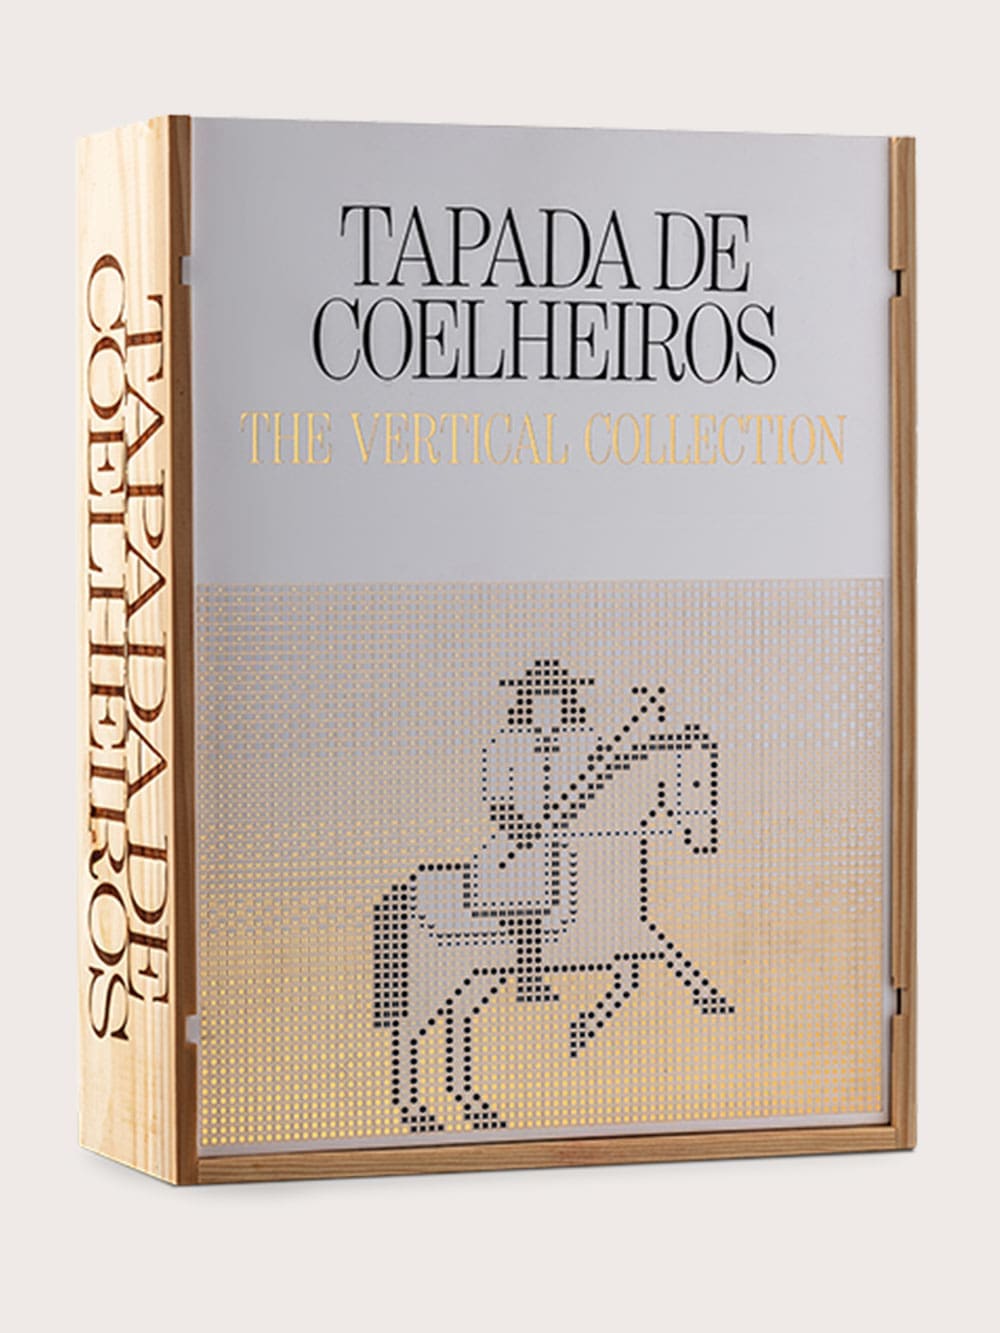 TAPADA DE
COELHEIROS
THE VERTICAL COLLECTION
TAPADA DE
COELHEIROS